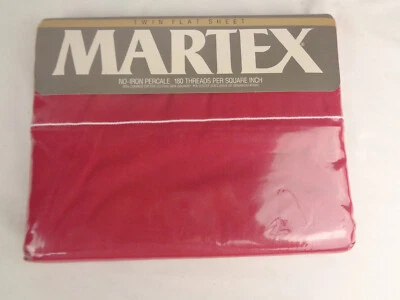 TWIN FLAT SHEET
MARTEX
NO-IRON PERCALE 180 THREADS PER SQUARE INCH